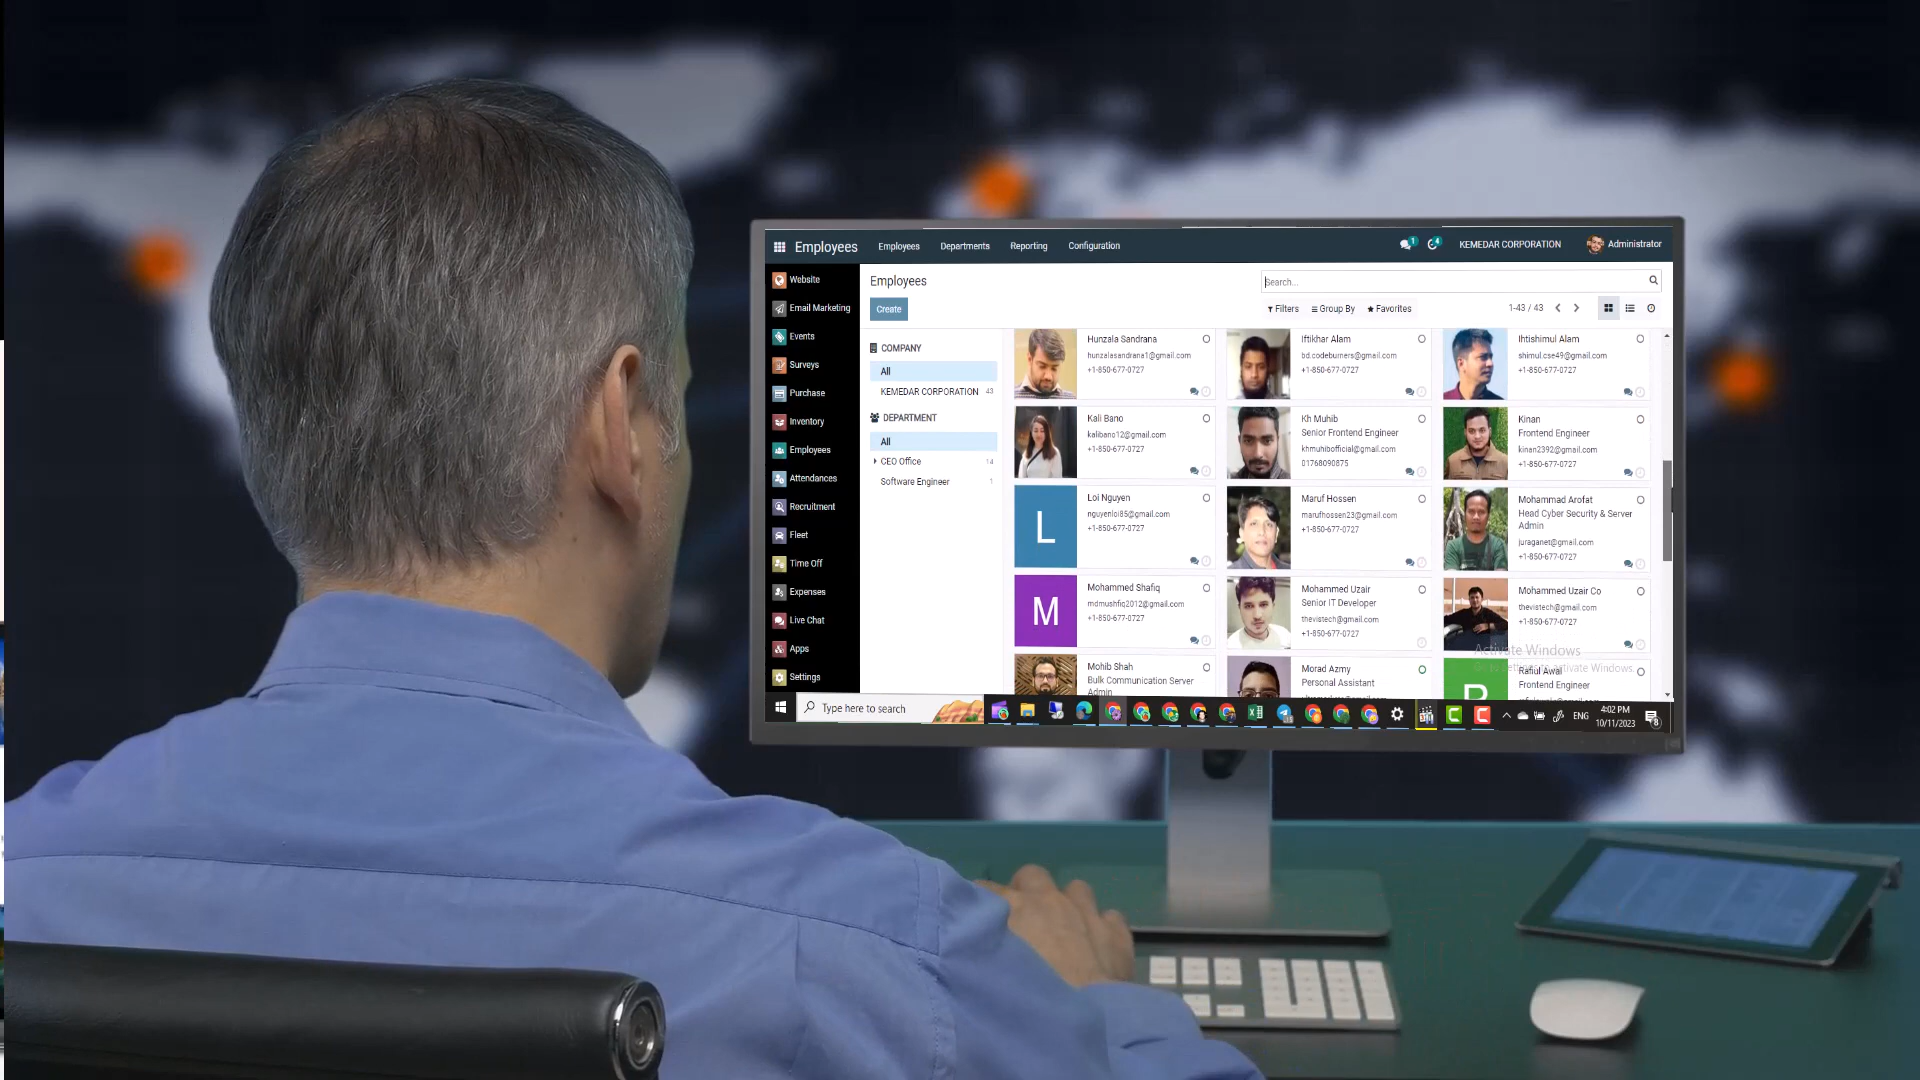 Employees
Employees
Departments
Reporting
Configuration
1
4
KEMEDAR CORPORATION
Administrator
Website
Email Marketing
Events
Surveys
Purchase
Inventory
Employees
Attendances
Recruitment
Fleet
Time Off
Expenses
Live Chat
Apps
Settings
Employees
Create
Search...
Filters
Group By
Favorites
1-43 / 43
COMPANY
All
KEMEDAR CORPORATION 43
DEPARTMENT
All
CEO Office 14
Software Engineer 1
Hunzala Sandrana
hunzalasandrana1@gmail.com
+1-850-677-0727
Iftikhar Alam
bd.codeburners@gmail.com
+1-850-677-0727
Ihtishimul Alam
shimul.cse49@gmail.com
+1-850-677-0727
Kali Bano
kalibano12@gmail.com
+1-850-677-0727
Kh Muhib
Senior Frontend Engineer
khmuhibofficial@gmail.com
01768090875
Kinan
Frontend Engineer
kinan2392@gmail.com
+1-850-677-0727
L
Loi Nguyen
nguyenloi85@gmail.com
+1-850-677-0727
Maruf Hossen
marufhossen23@gmail.com
+1-850-677-0727
Mohammad Arofat
Head Cyber Security & Server
Admin
juraganet@gmail.com
+1-850-677-0727
M
Mohammed Shafiq
mdmushfiq2012@gmail.com
+1-850-677-0727
Mohammed Uzair
Senior IT Developer
thevistech@gmail.com
+1-850-677-0727
Mohammed Uzair Co
thevistech@gmail.com
+1-850-677-0727
Mohib Shah
Bulk Communication Server
Admin
Morad Azmy
Personal Assistant
R
Rafiul Awal
Frontend Engineer
Activate Windows
Go to Settings to activate Windows.
Type here to search
ENG
4:02 PM
10/11/2023
8